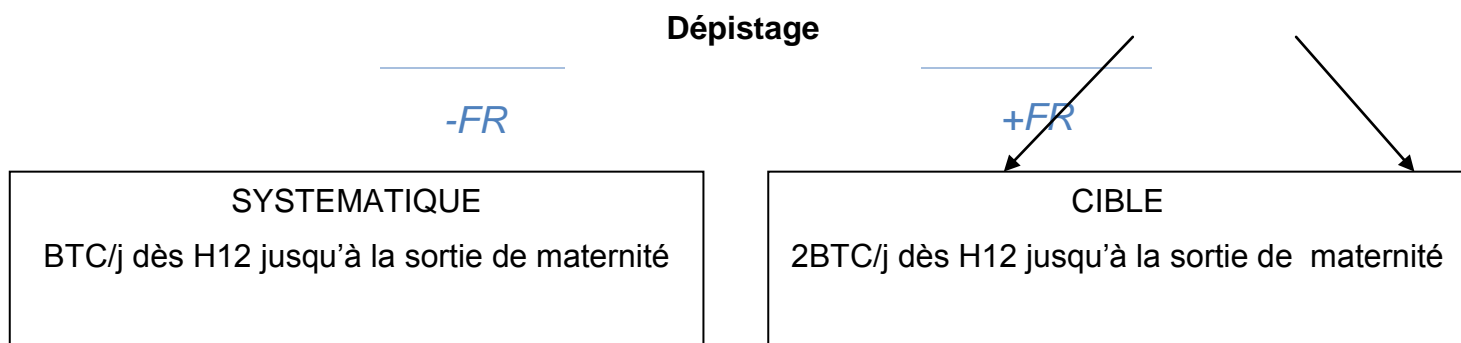 Dépistage
-FR
+FR
SYSTEMATIQUE
BTC/j dès H12 jusqu’à la sortie de maternité
CIBLE
2BTC/j dès H12 jusqu’à la sortie de maternité